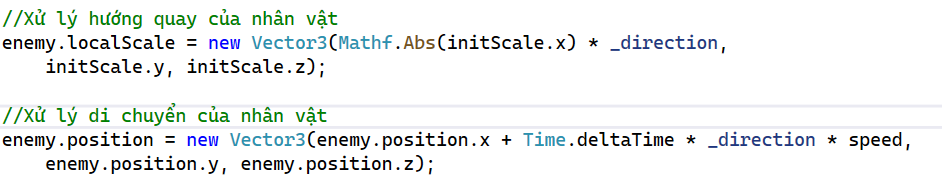 //Xử lý hướng quay của nhân vật
enemy.localScale = new Vector3(Mathf.Abs(initScale.x) * _direction,
    initScale.y, initScale.z);
//Xử lý di chuyển của nhân vật
enemy.position = new Vector3(enemy.position.x + Time.deltaTime * _direction * speed,
    enemy.position.y, enemy.position.z);